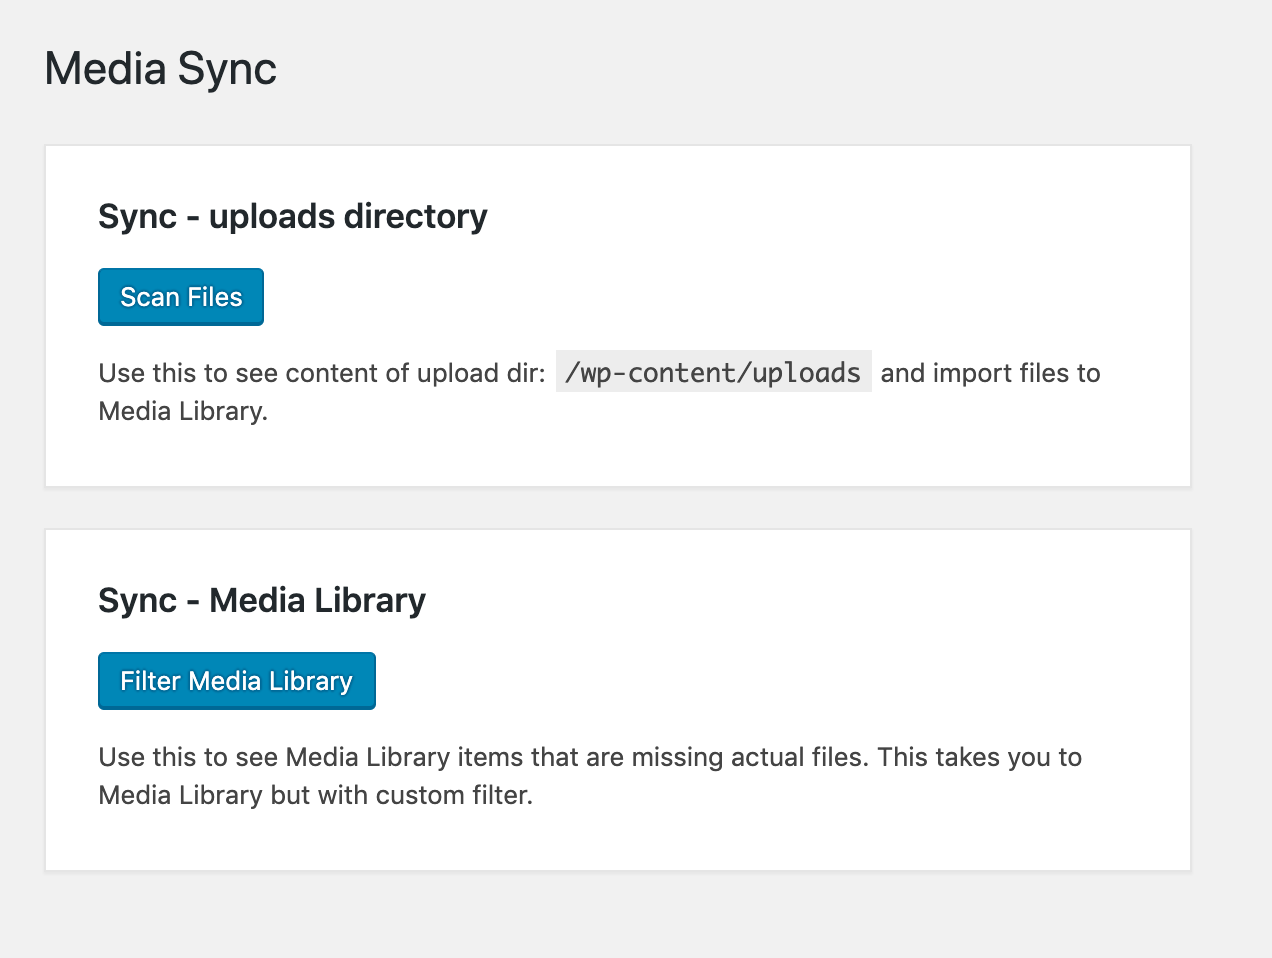 Media Sync
Sync - uploads directory
Scan Files
Use this to see content of upload dir: /wp-content/uploads and import files to
Media Library.
Sync - Media Library
Filter Media Library
Use this to see Media Library items that are missing actual files. This takes you to
Media Library but with custom filter.